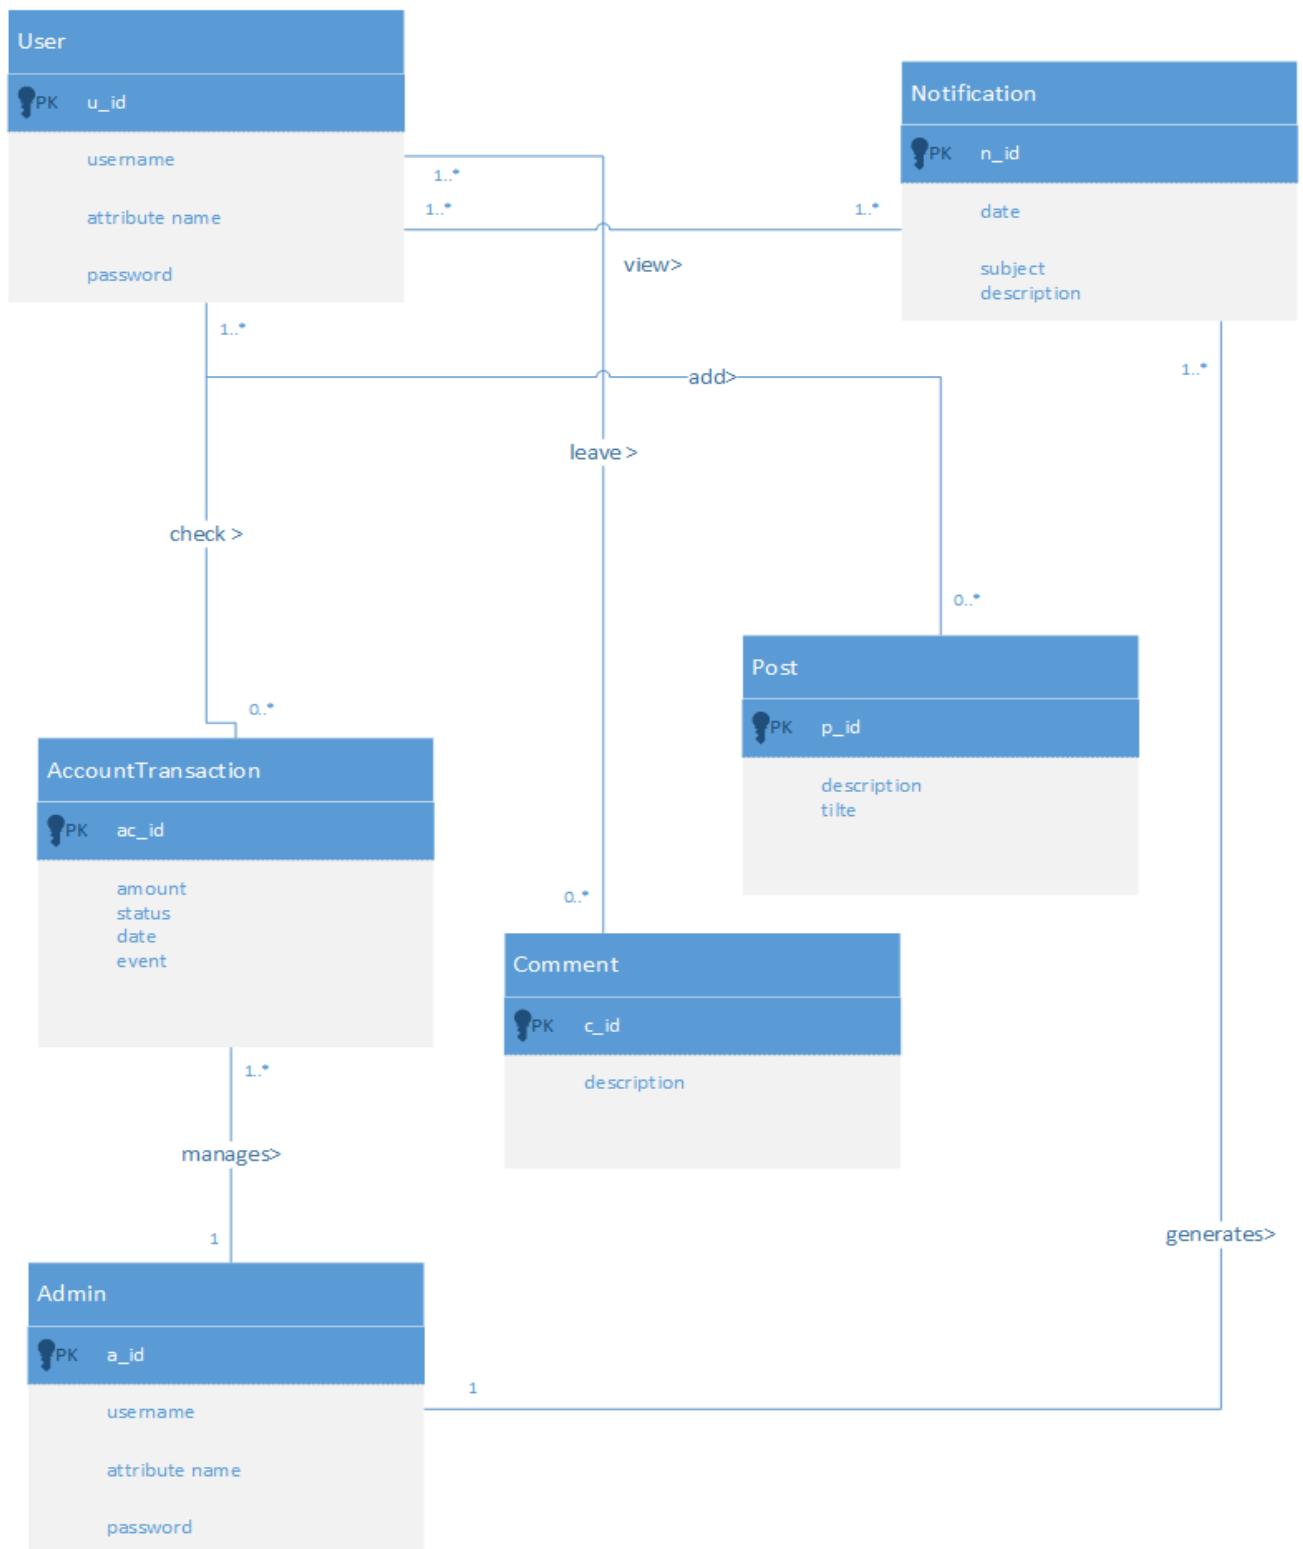 User
PK u_id
username
attribute name
password
Notification
PK n_id
date
subject
description
1..*
1..*
1..*
view>
1..*
add>
1..*
leave >
check >
0..*
Post
PK p_id
description
tilte
0..*
AccountTransaction
PK ac_id
amount
status
date
event
0..*
Comment
PK c_id
description
1..*
manages>
1
generates>
Admin
PK a_id
username
attribute name
password
1